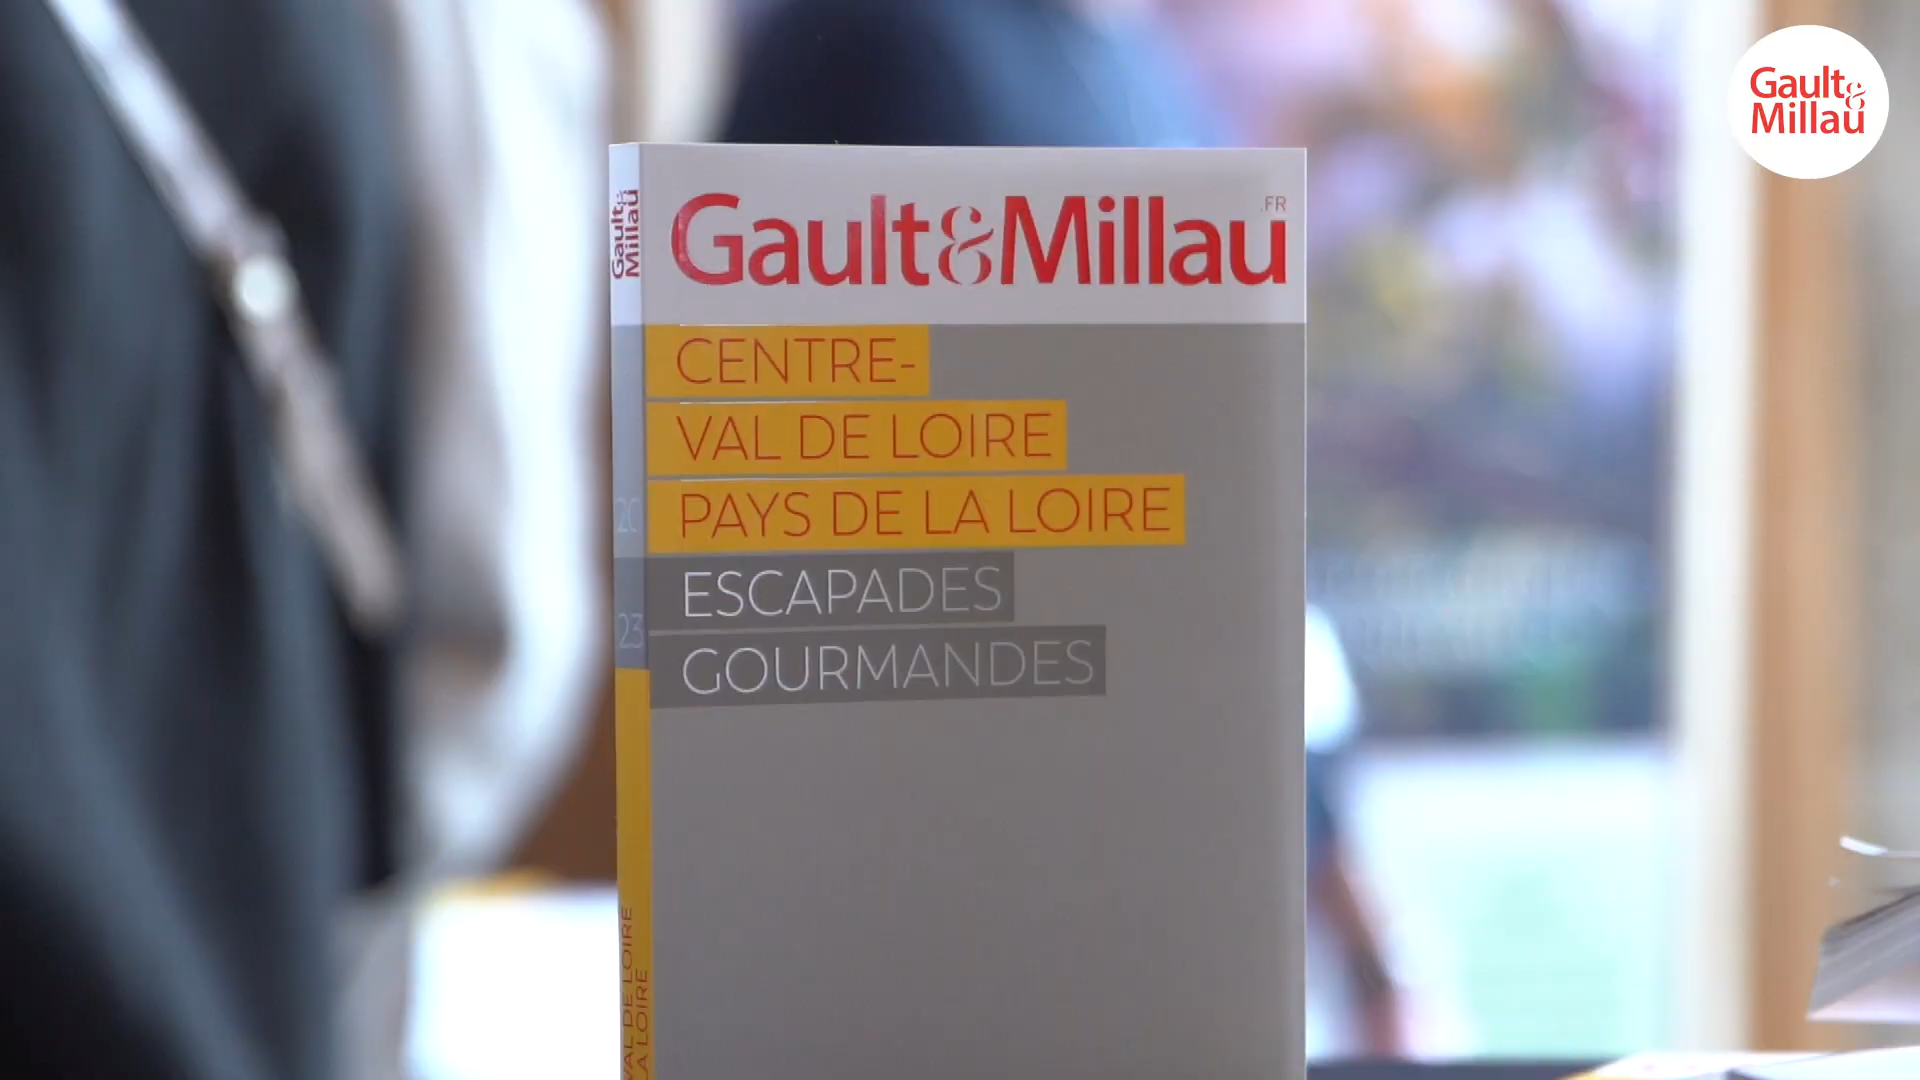 Gault&
Millau
Gault&Millau
.FR
CENTRE-
VAL DE LOIRE
PAYS DE LA LOIRE
ESCAPADES
GOURMANDES
Gault&
Millau
20
23
VAL DE LOIRE
LA LOIRE